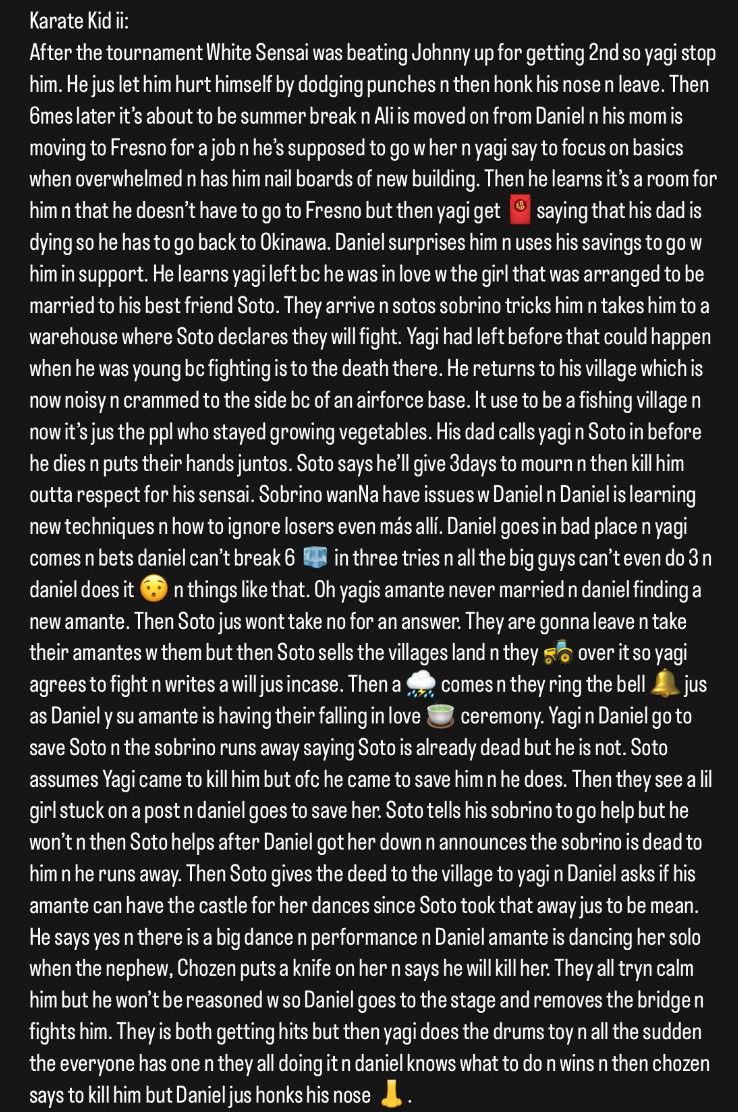 Karate Kid ii:
After the tournament White Sensai was beating Johnny up for getting 2nd so yagi stop
him. He jus let him hurt himself by dodging punches n then honk his nose n leave. Then
6mes later it’s about to be summer break n Ali is moved on from Daniel n his mom is
moving to Fresno for a job n he’s supposed to go w her n yagi say to focus on basics
when overwhelmed n has him nail boards of new building. Then he learns it’s a room for
him n that he doesn’t have to go to Fresno but then yagi get 🧧 saying that his dad is
dying so he has to go back to Okinawa. Daniel surprises him n uses his savings to go w
him in support. He learns yagi left bc he was in love w the girl that was arranged to be
married to his best friend Soto. They arrive n sotos sobrino tricks him n takes him to a
warehouse where Soto declares they will fight. Yagi had left before that could happen
when he was young bc fighting is to the death there. He returns to his village which is
now noisy n crammed to the side bc of an airforce base. It use to be a fishing village n
now it’s jus the ppl who stayed growing vegetables. His dad calls yagi n Soto in before
he dies n puts their hands juntos. Soto says he’ll give 3days to mourn n then kill him
outta respect for his sensai. Sobrino wanNa have issues w Daniel n Daniel is learning
new techniques n how to ignore losers even más allí. Daniel goes in bad place n yagi
comes n bets daniel can’t break 6 🧊 in three tries n all the big guys can’t even do 3 n
daniel does it 😯 n things like that. Oh yagis amante never married n daniel finding a
new amante. Then Soto jus wont take no for an answer. They are gonna leave n take
their amantes w them but then Soto sells the villages land n they 🚜 over it so yagi
agrees to fight n writes a will jus incase. Then a ⛈️ comes n they ring the bell 🔔 jus
as Daniel y su amante is having their falling in love 🍵 ceremony. Yagi n Daniel go to
save Soto n the sobrino runs away saying Soto is already dead but he is not. Soto
assumes Yagi came to kill him but ofc he came to save him n he does. Then they see a lil
girl stuck on a post n daniel goes to save her. Soto tells his sobrino to go help but he
won’t n then Soto helps after Daniel got her down n announces the sobrino is dead to
him n he runs away. Then Soto gives the deed to the village to yagi n Daniel asks if his
amante can have the castle for her dances since Soto took that away jus to be mean.
He says yes n there is a big dance n performance n Daniel amante is dancing her solo
when the nephew, Chozen puts a knife on her n says he will kill her. They all tryn calm
him but he won’t be reasoned w so Daniel goes to the stage and removes the bridge n
fights him. They is both getting hits but then yagi does the drums toy n all the sudden
the everyone has one n they all doing it n daniel knows what to do n wins n then chozen
says to kill him but Daniel jus honks his nose 👃 .